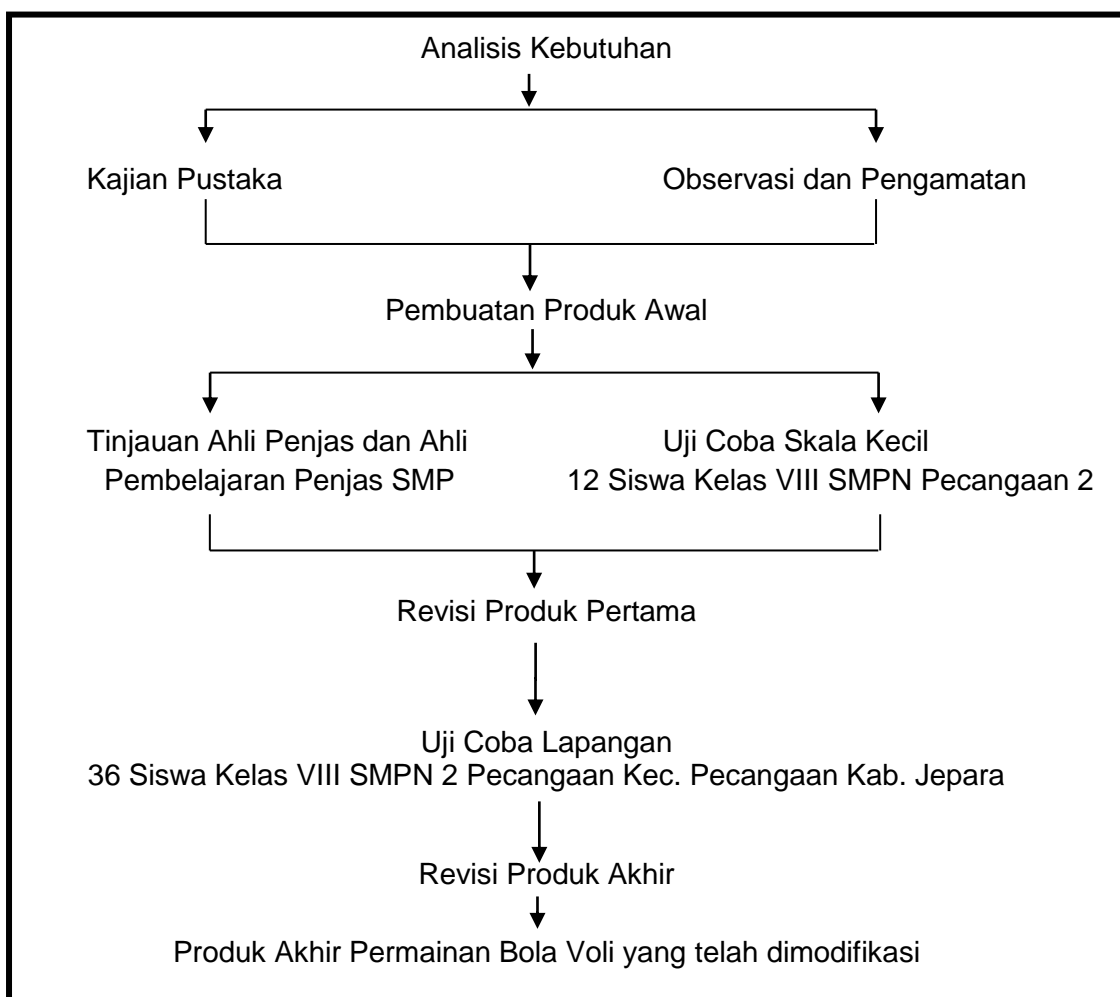 Analisis Kebutuhan
Kajian Pustaka
Observasi dan Pengamatan
Pembuatan Produk Awal
Tinjauan Ahli Penjas dan Ahli
Pembelajaran Penjas SMP
Uji Coba Skala Kecil
12 Siswa Kelas VIII SMPN Pecangaan 2
Revisi Produk Pertama
Uji Coba Lapangan
36 Siswa Kelas VIII SMPN 2 Pecangaan Kec. Pecangaan Kab. Jepara
Revisi Produk Akhir
Produk Akhir Permainan Bola Voli yang telah dimodifikasi